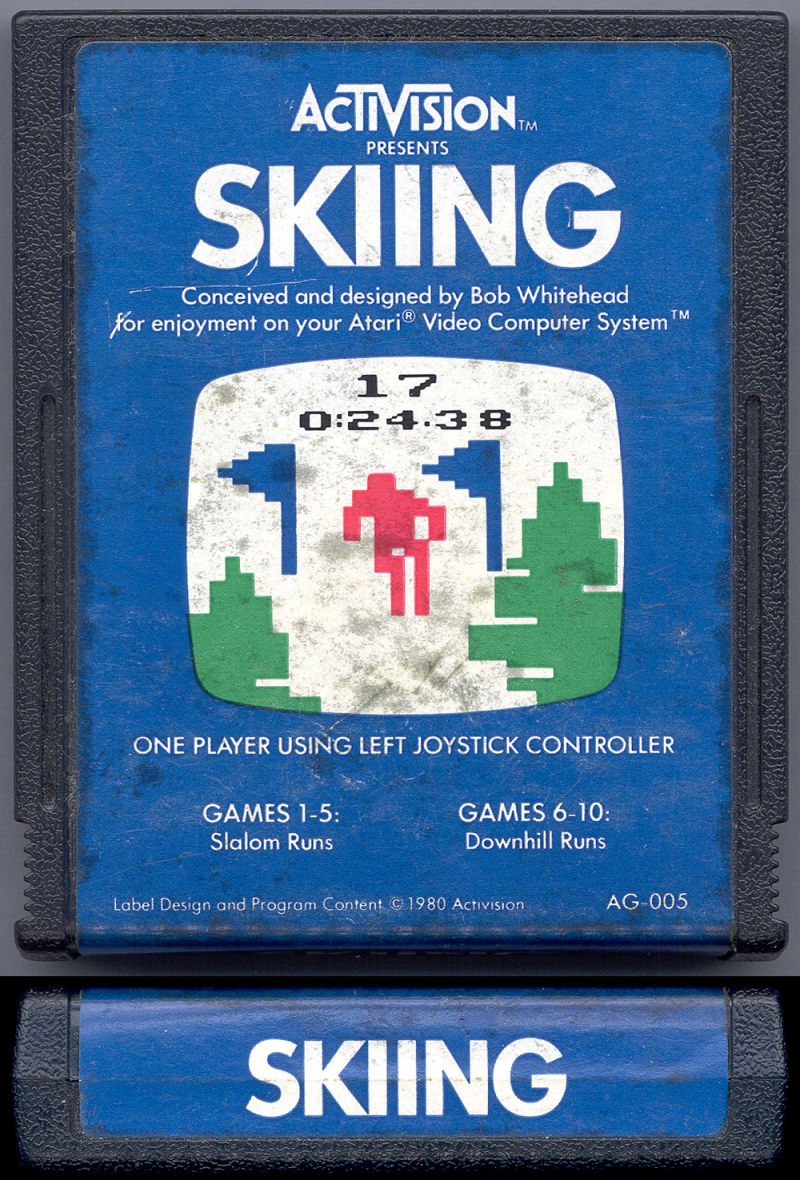 ACTIVISION™
PRESENTS
SKIING
Conceived and designed by Bob Whitehead
for enjoyment on your Atari® Video Computer System™
17
0:24.38
ONE PLAYER USING LEFT JOYSTICK CONTROLLER
GAMES 1-5: GAMES 6-10:
Slalom Runs Downhill Runs
Label Design and Program Content © 1980 Activision AG-005
SKIING